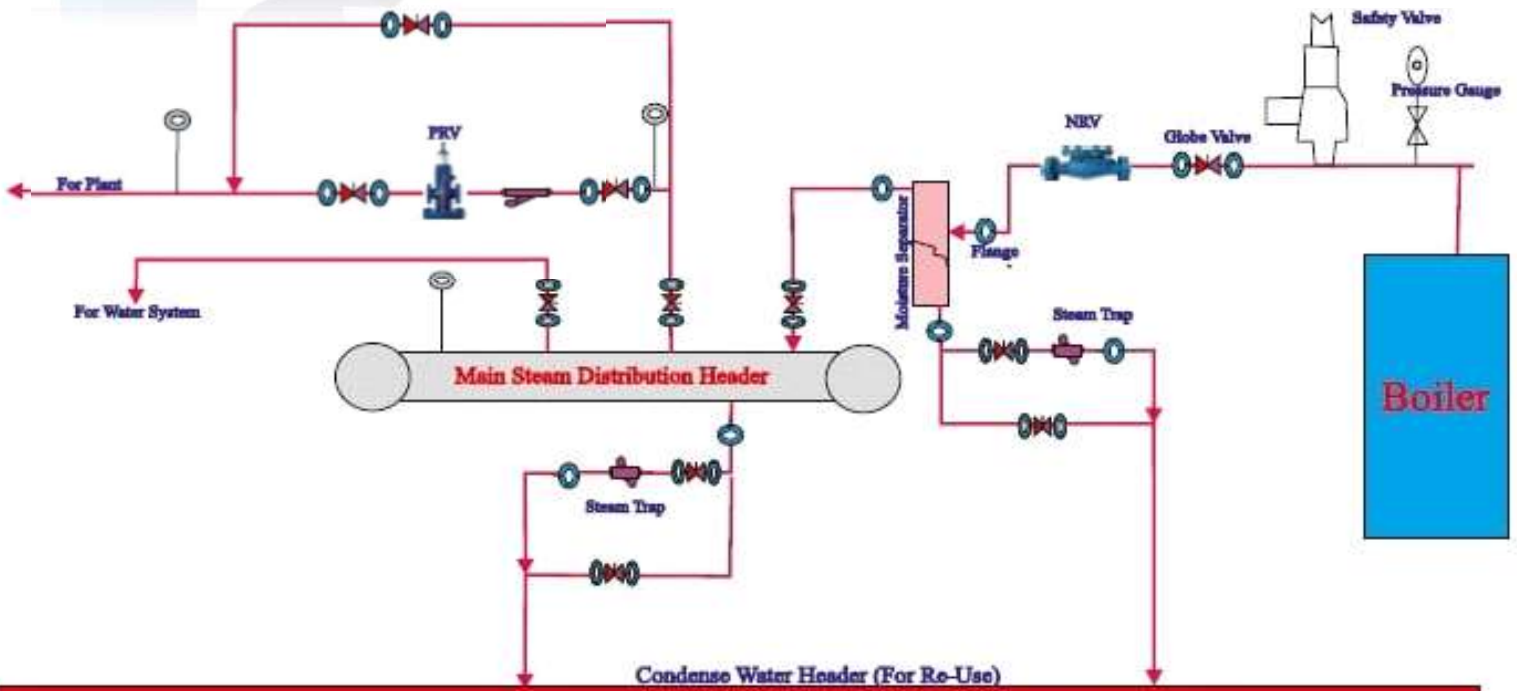 Safety Valve
Pressure Gauge
PRV
NRV
Globe Valve
For Plant
Moisture Separator
Flange
For Water System
Steam Trap
Main Steam Distribution Header
Boiler
Steam Trap
Condense Water Header (For Re-Use)